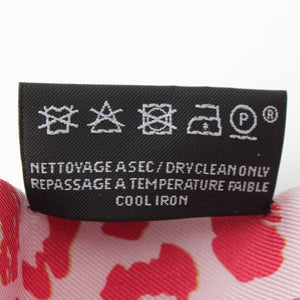 P ®
NETTOYAGE A SEC / DRY CLEAN ONLY
REPASSAGE A TEMPERATURE FAIBLE
COOL IRON